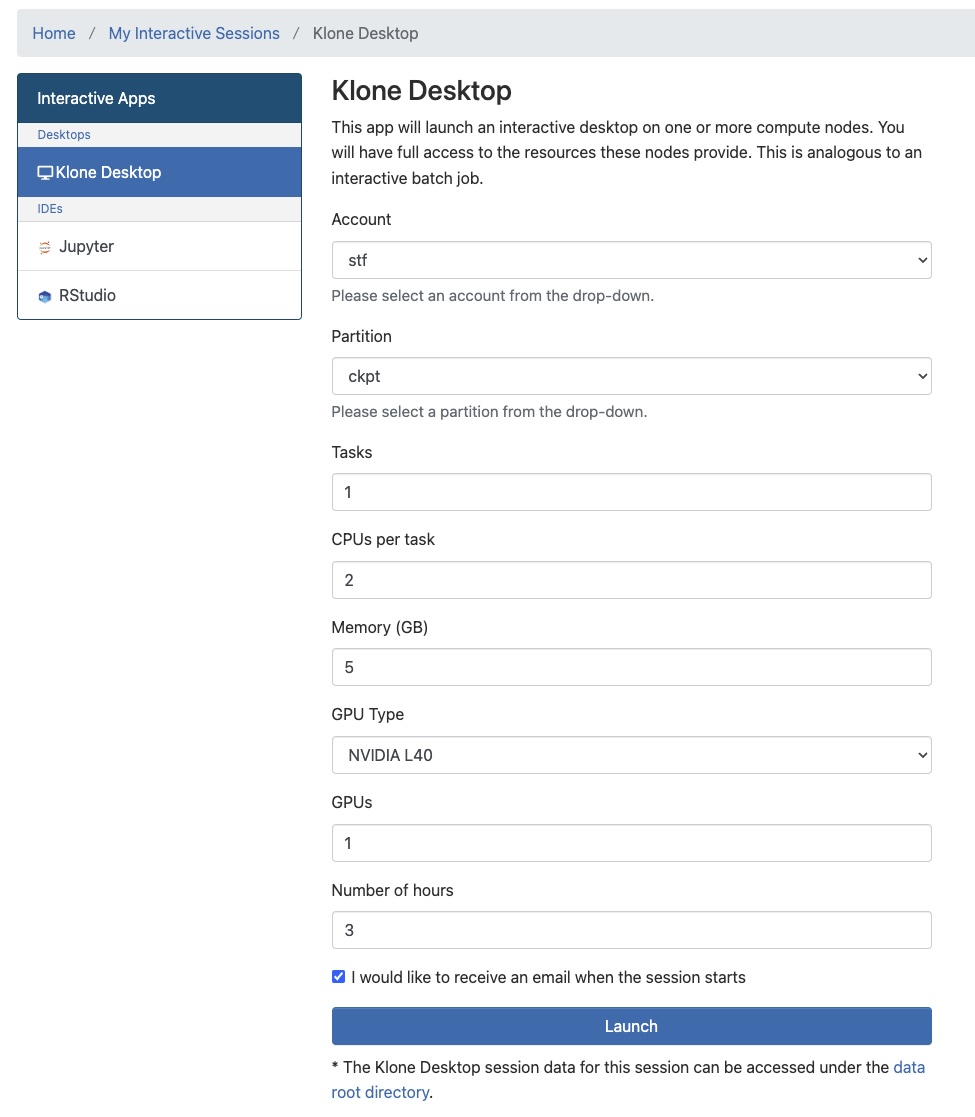 Home / My Interactive Sessions / Klone Desktop
Interactive Apps
Desktops
Klone Desktop
IDEs
Jupyter
RStudio
Klone Desktop
This app will launch an interactive desktop on one or more compute nodes. You
will have full access to the resources these nodes provide. This is analogous to an
interactive batch job.
Account
stf
Please select an account from the drop-down.
Partition
ckpt
Please select a partition from the drop-down.
Tasks
1
CPUs per task
2
Memory (GB)
5
GPU Type
NVIDIA L40
GPUs
1
Number of hours
3
I would like to receive an email when the session starts
Launch
* The Klone Desktop session data for this session can be accessed under the data
root directory.